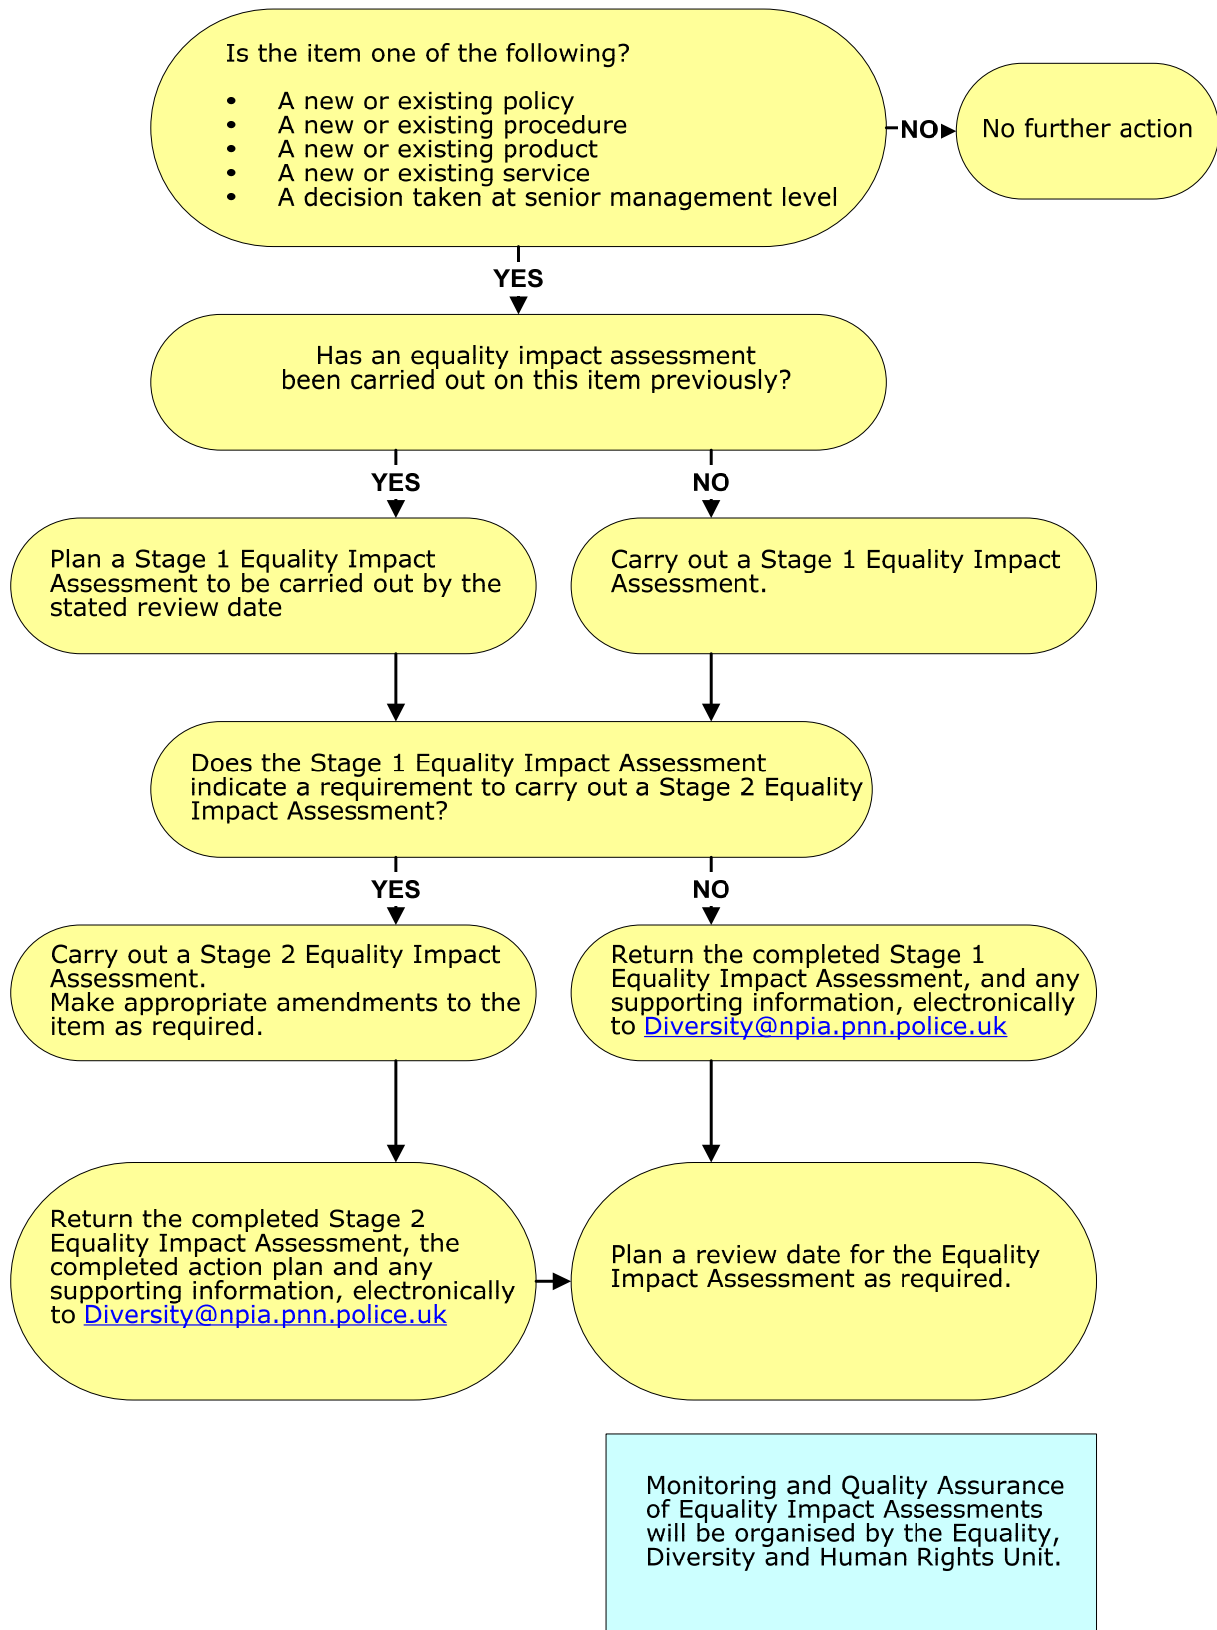 Is the item one of the following?
• A new or existing policy
• A new or existing procedure
• A new or existing product
• A new or existing service
• A decision taken at senior management level
NO
No further action
YES
Has an equality impact assessment
been carried out on this item previously?
YES
NO
Plan a Stage 1 Equality Impact
Assessment to be carried out by the
stated review date
Carry out a Stage 1 Equality Impact
Assessment.
Does the Stage 1 Equality Impact Assessment
indicate a requirement to carry out a Stage 2 Equality
Impact Assessment?
YES
NO
Carry out a Stage 2 Equality Impact
Assessment.
Make appropriate amendments to the
item as required.
Return the completed Stage 1
Equality Impact Assessment, and any
supporting information, electronically
to Diversity@npia.pnn.police.uk
Return the completed Stage 2
Equality Impact Assessment, the
completed action plan and any
supporting information, electronically
to Diversity@npia.pnn.police.uk
Plan a review date for the Equality
Impact Assessment as required.
Monitoring and Quality Assurance
of Equality Impact Assessments
will be organised by the Equality,
Diversity and Human Rights Unit.